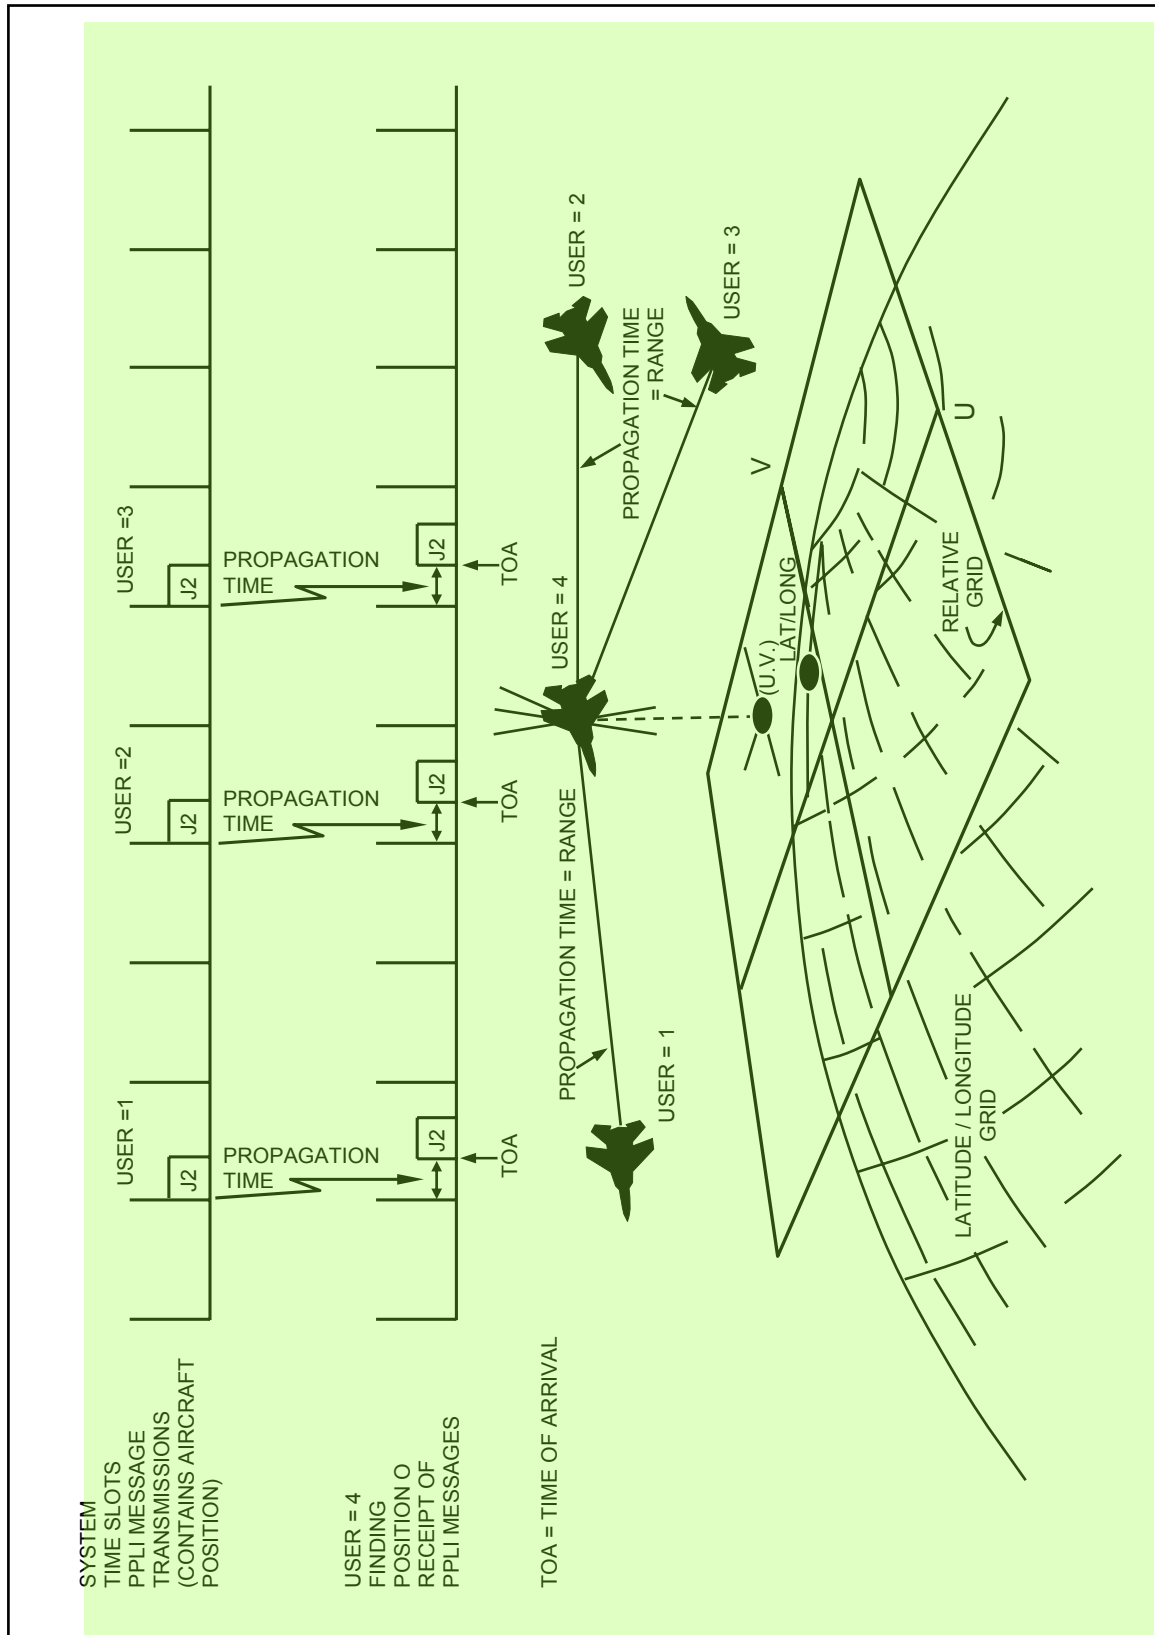 SYSTEM
TIME SLOTS
PPLI MESSAGE
TRANSMISSIONS
(CONTAINS AIRCRAFT
POSITION)
USER =1
J2
USER =2
J2
USER =3
J2
PROPAGATION
TIME
PROPAGATION
TIME
PROPAGATION
TIME
USER = 4
FINDING
POSITION O
RECEIPT OF
PPLI MESSAGES
J2
J2
J2
TOA
TOA
TOA
TOA = TIME OF ARRIVAL
PROPAGATION TIME = RANGE
USER = 4
USER = 2
PROPAGATION TIME
= RANGE
USER = 1
USER = 3
V
(U.V.)
LAT/LONG
U
RELATIVE
GRID
LATITUDE / LONGITUDE
GRID